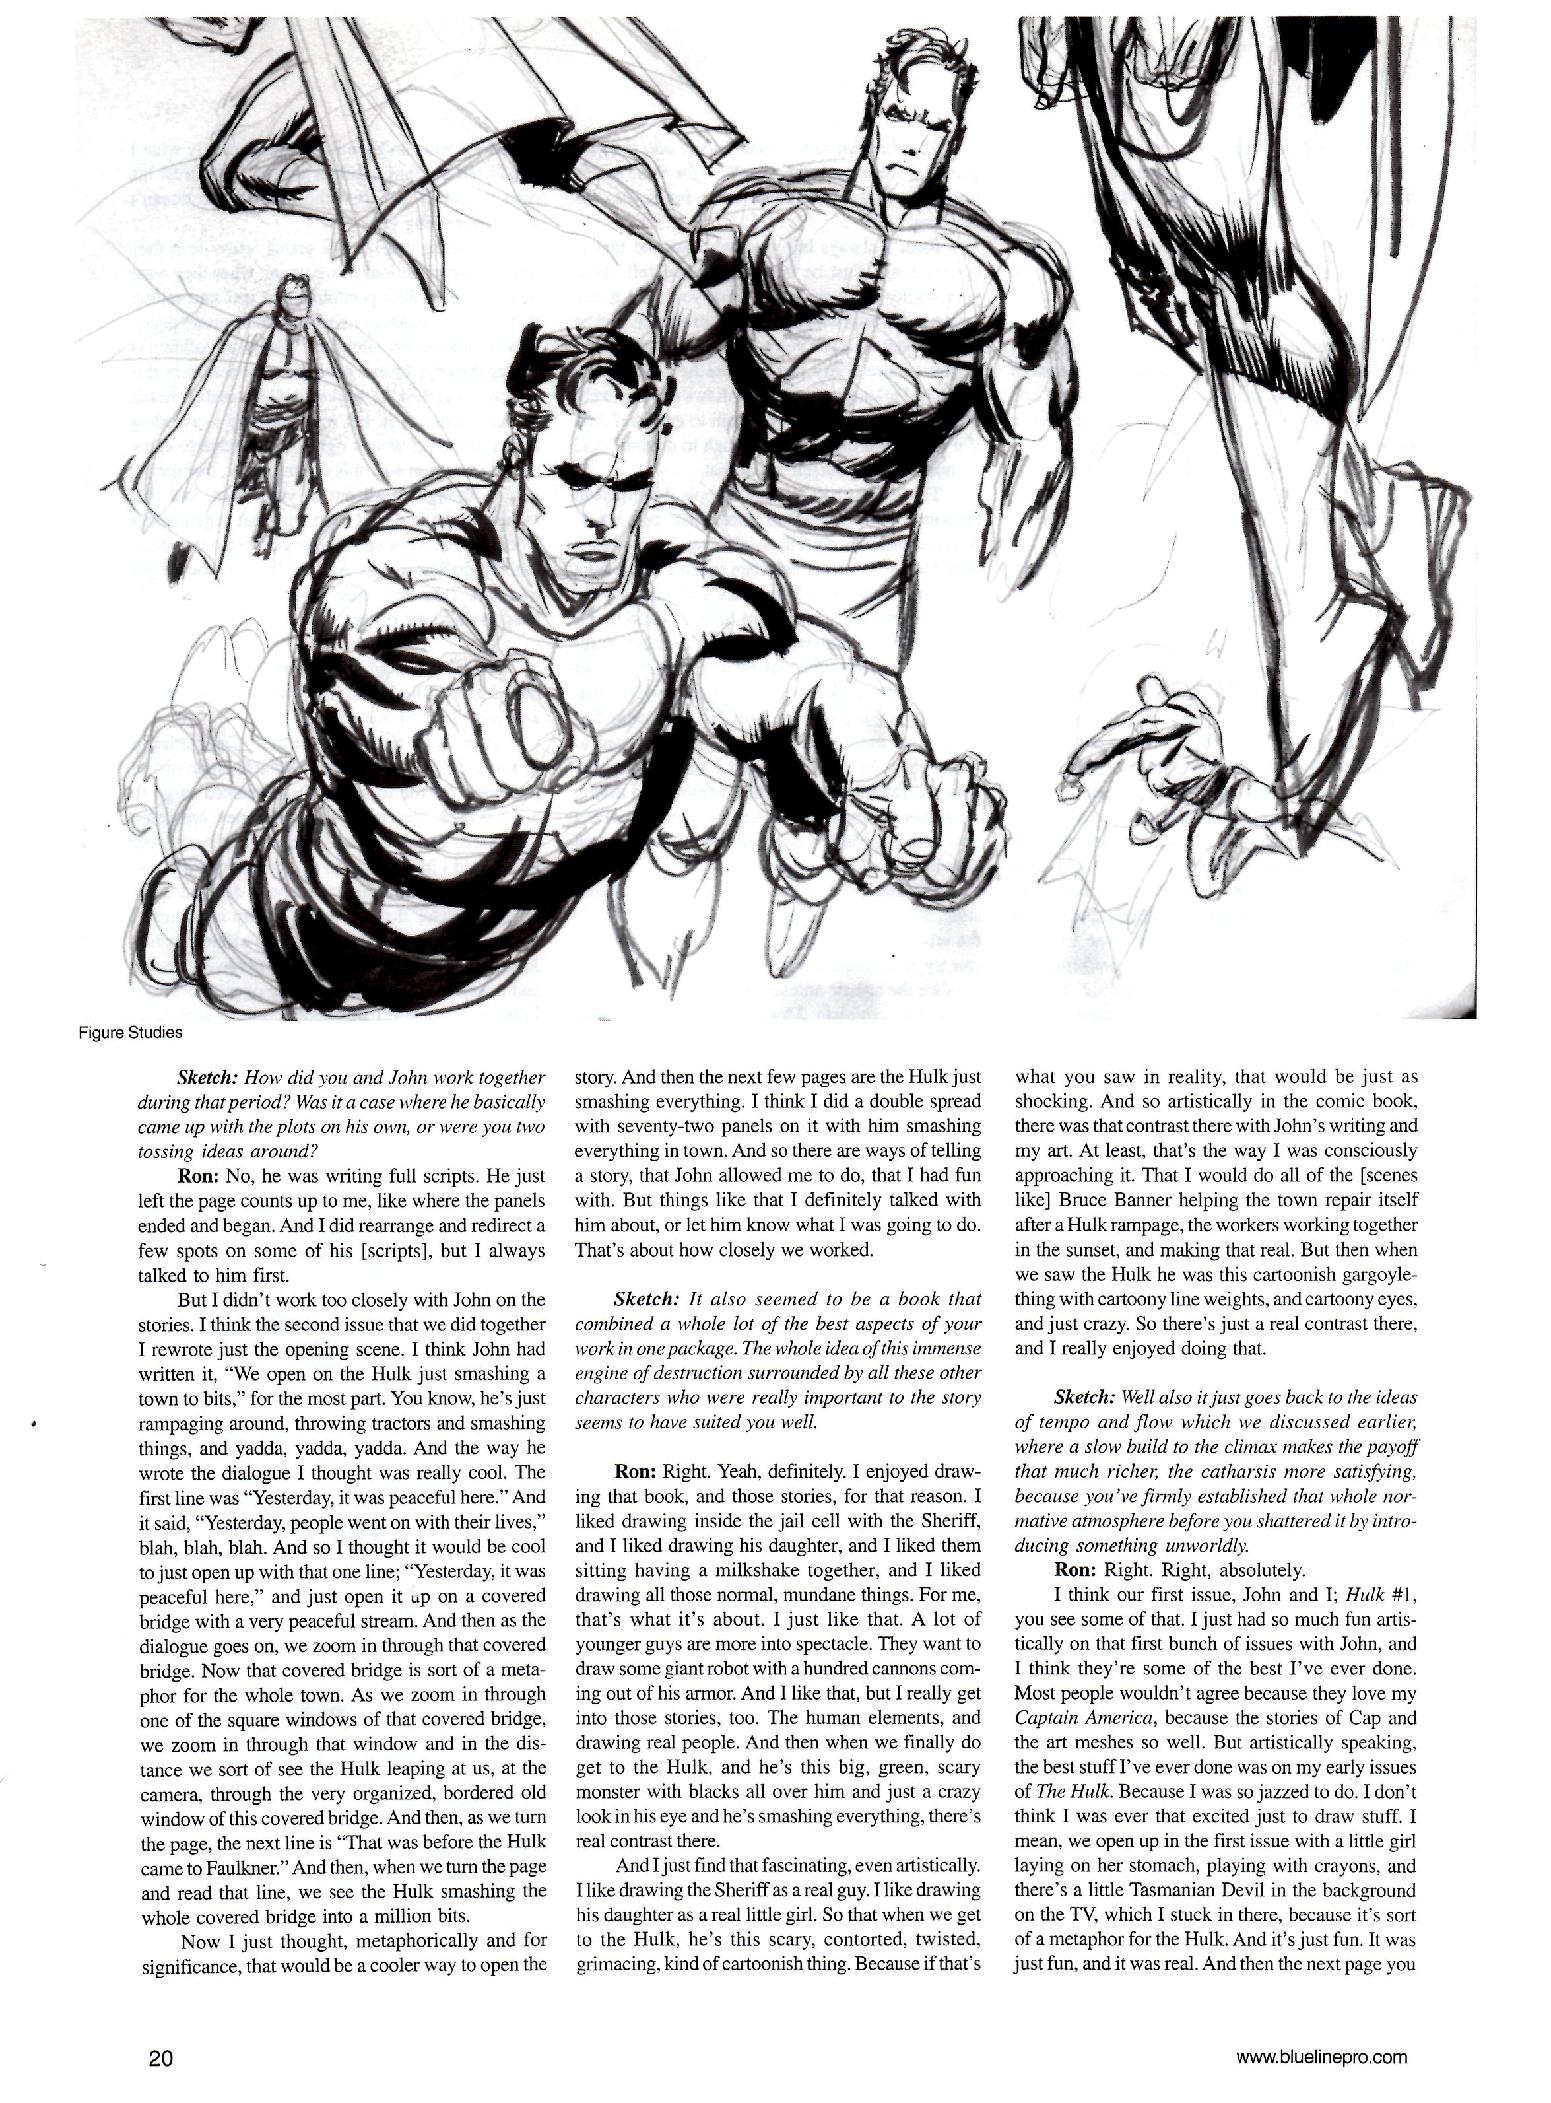 Figure Studies
Sketch: How did you and John work together
during that period? Was it a case where he basically
came up with the plots on his own, or were you two
tossing ideas around?
Ron: No, he was writing full scripts. He just
left the page counts up to me, like where the panels
ended and began. And I did rearrange and redirect a
few spots on some of his [scripts], but I always
talked to him first.
But I didn't work too closely with John on the
stories. I think the second issue that we did together
I rewrote just the opening scene. I think John had
written it, “We open on the Hulk just smashing a
town to bits,” for the most part. You know, he's just
rampaging around, throwing tractors and smashing
things, and yadda, yadda, yadda. And the way he
wrote the dialogue I thought was really cool. The
first line was “Yesterday, it was peaceful here.” And
it said, “Yesterday, people went on with their lives,”
blah, blah, blah. And so I thought it would be cool
to just open up with that one line; “Yesterday, it was
peaceful here,” and just open it up on a covered
bridge with a very peaceful stream. And then as the
dialogue goes on, we zoom in through that covered
bridge. Now that covered bridge is sort of a meta-
phor for the whole town. As we zoom in through
one of the square windows of that covered bridge,
we zoom in through that window and in the dis-
tance we sort of see the Hulk leaping at us, at the
camera, through the very organized, bordered old
window of this covered bridge. And then, as we turn
the page, the next line is “That was before the Hulk
came to Faulkner.” And then, when we turn the page
and read that line, we see the Hulk smashing the
whole covered bridge into a million bits.
Now I just thought, metaphorically and for
significance, that would be a cooler way to open the
story. And then the next few pages are the Hulk just
smashing everything. I think I did a double spread
with seventy-two panels on it with him smashing
everything in town. And so there are ways of telling
a story, that John allowed me to do, that I had fun
with. But things like that I definitely talked with
him about, or let him know what I was going to do.
That's about how closely we worked.
Sketch: It also seemed to be a book that
combined a whole lot of the best aspects of your
work in one package. The whole idea of this immense
engine of destruction surrounded by all these other
characters who were really important to the story
seems to have suited you well.
Ron: Right. Yeah, definitely. I enjoyed draw-
ing that book, and those stories, for that reason. I
liked drawing inside the jail cell with the Sheriff,
and I liked drawing his daughter, and I liked them
sitting having a milkshake together, and I liked
drawing all those normal, mundane things. For me,
that's what it's about. I just like that. A lot of
younger guys are more into spectacle. They want to
draw some giant robot with a hundred cannons com-
ing out of his armor. And I like that, but I really get
into those stories, too. The human elements, and
drawing real people. And then when we finally do
get to the Hulk, and he's this big, green, scary
monster with blacks all over him and just a crazy
look in his eye and he's smashing everything, there's
real contrast there.
And I just find that fascinating, even artistically.
I like drawing the Sheriff as a real guy. I like drawing
his daughter as a real little girl. So that when we get
to the Hulk, he's this scary, contorted, twisted,
grimacing, kind of cartoonish thing. Because if that's
what you saw in reality, that would be just as
shocking. And so artistically in the comic book,
there was that contrast there with John's writing and
my art. At least, that's the way I was consciously
approaching it. That I would do all of the [scenes
like] Bruce Banner helping the town repair itself
after a Hulk rampage, the workers working together
in the sunset, and making that real. But then when
we saw the Hulk he was this cartoonish gargoyle-
thing with cartoony line weights, and cartoony eyes,
and just crazy. So there's just a real contrast there,
and I really enjoyed doing that.
Sketch: Well also it just goes back to the ideas
of tempo and flow which we discussed earlier,
where a slow build to the climax makes the payoff
that much richer, the catharsis more satisfying,
because you've firmly established that whole nor-
mative atmosphere before you shattered it by intro-
ducing something unworldly.
Ron: Right. Right, absolutely.
I think our first issue, John and I; Hulk #1,
you see some of that. I just had so much fun artis-
tically on that first bunch of issues with John, and
I think they're some of the best I've ever done.
Most people wouldn't agree because they love my
Captain America, because the stories of Cap and
the art meshes so well. But artistically speaking,
the best stuff I've ever done was on my early issues
of The Hulk. Because I was so jazzed to do. I don't
think I was ever that excited just to draw stuff. I
mean, we open up in the first issue with a little girl
laying on her stomach, playing with crayons, and
there's a little Tasmanian Devil in the background
on the TV, which I stuck in there, because it's sort
of a metaphor for the Hulk. And it's just fun. It was
just fun, and it was real. And then the next page you
20
www.bluelinepro.com